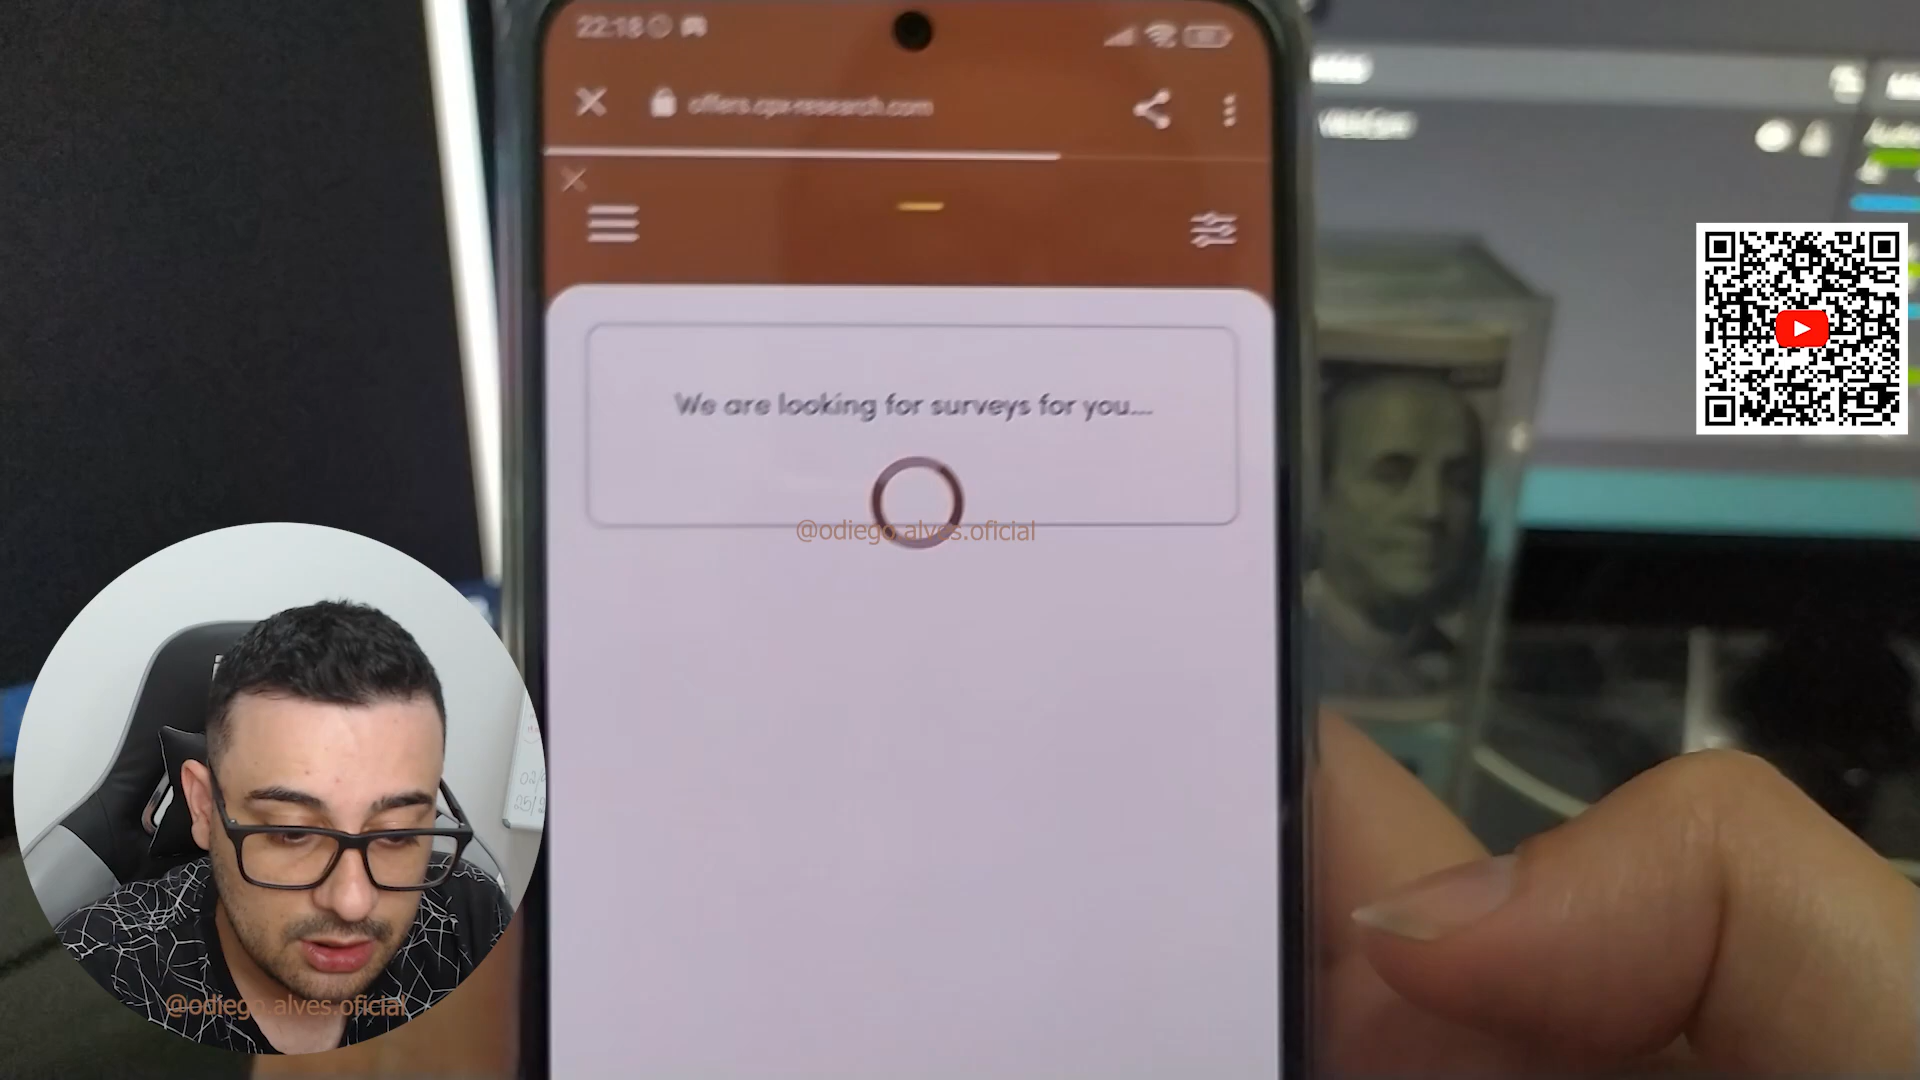 22:18
offers.cpx-research.com
We are looking for surveys for you...
@odiego.alves.oficial
@odiego.alves.oficial